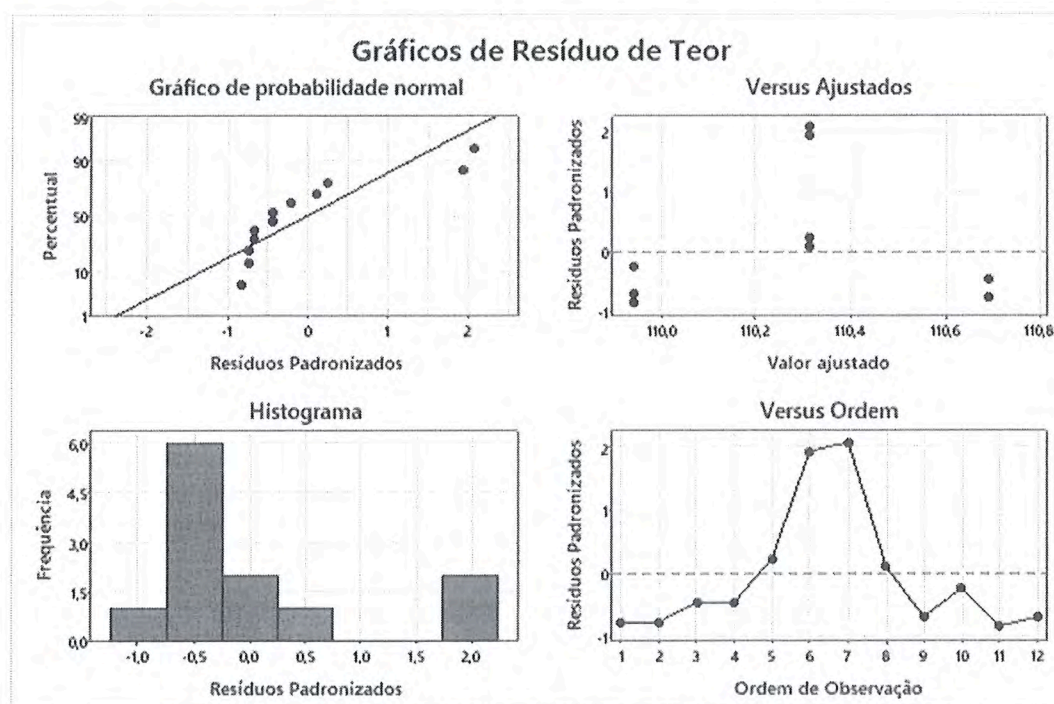 Gráficos de Resíduo de Teor
Gráfico de probabilidade normal
Percentual
99
90
50
10
1
-2 -1 0 1 2
Resíduos Padronizados
Versus Ajustados
Resíduos Padronizados
2
1
0
-1
110,0 110,2 110,4 110,6 110,8
Valor ajustado
Histograma
Frequência
6,0
4,5
3,0
1,5
0,0
-1,0 -0,5 0,0 0,5 1,0 1,5 2,0
Resíduos Padronizados
Versus Ordem
Resíduos Padronizados
2
1
0
-1
1 2 3 4 5 6 7 8 9 10 11 12
Ordem de Observação